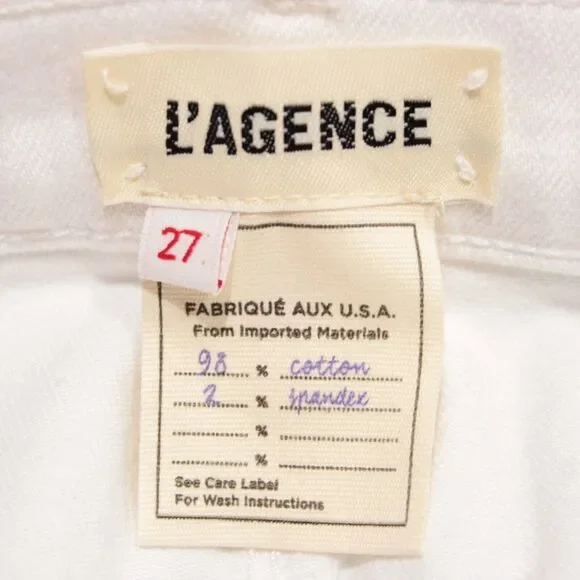 L'AGENCE
27
FABRIQUÉ AUX U.S.A.
From Imported Materials
98 % cotton
2 % spandex
%
%
See Care Label
For Wash Instructions